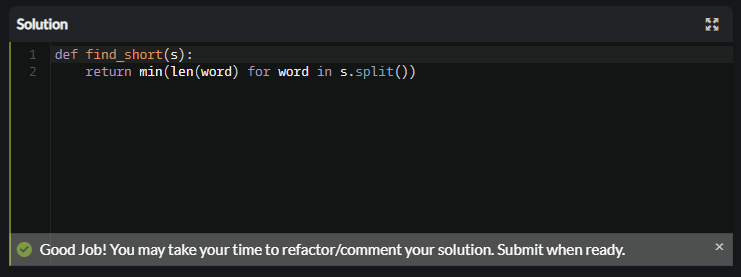 Solution
1 def find_short(s):
2     return min(len(word) for word in s.split())
Good Job! You may take your time to refactor/comment your solution. Submit when ready. ×